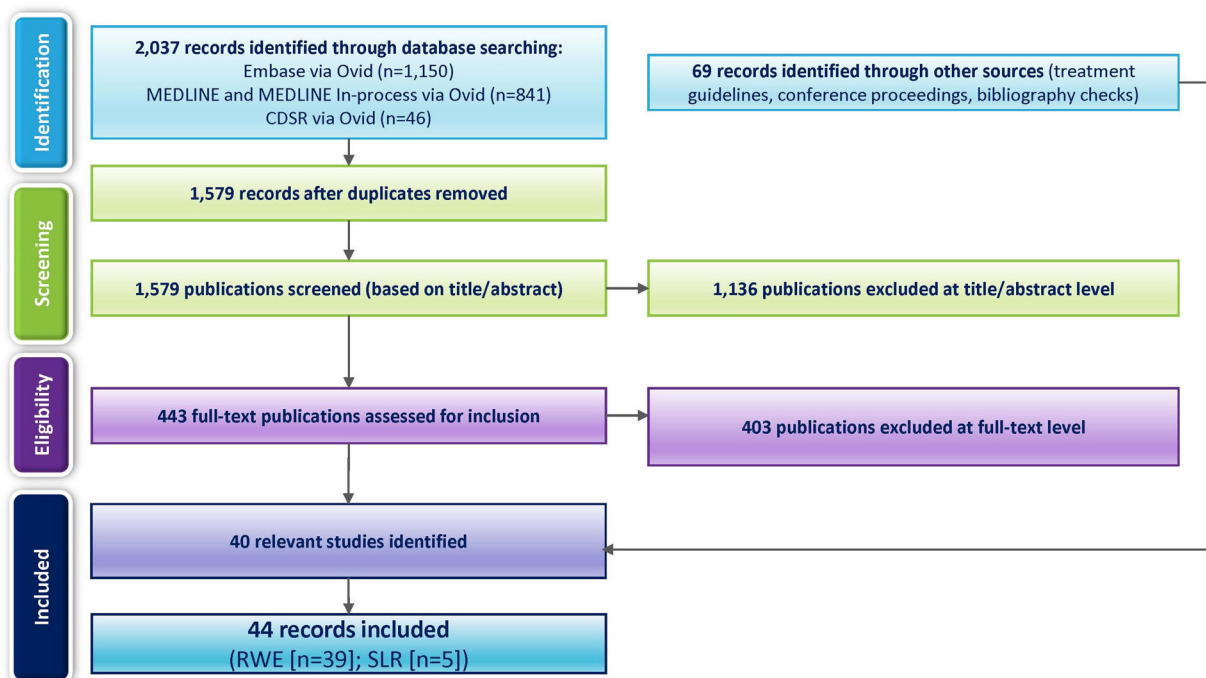 Identification
2,037 records identified through database searching:
Embase via Ovid (n=1,150)
MEDLINE and MEDLINE In-process via Ovid (n=841)
CDSR via Ovid (n=46)
69 records identified through other sources (treatment
guidelines, conference proceedings, bibliography checks)
Screening
1,579 records after duplicates removed
1,579 publications screened (based on title/abstract)
1,136 publications excluded at title/abstract level
Eligibility
443 full-text publications assessed for inclusion
403 publications excluded at full-text level
Included
40 relevant studies identified
44 records included
(RWE [n=39]; SLR [n=5])